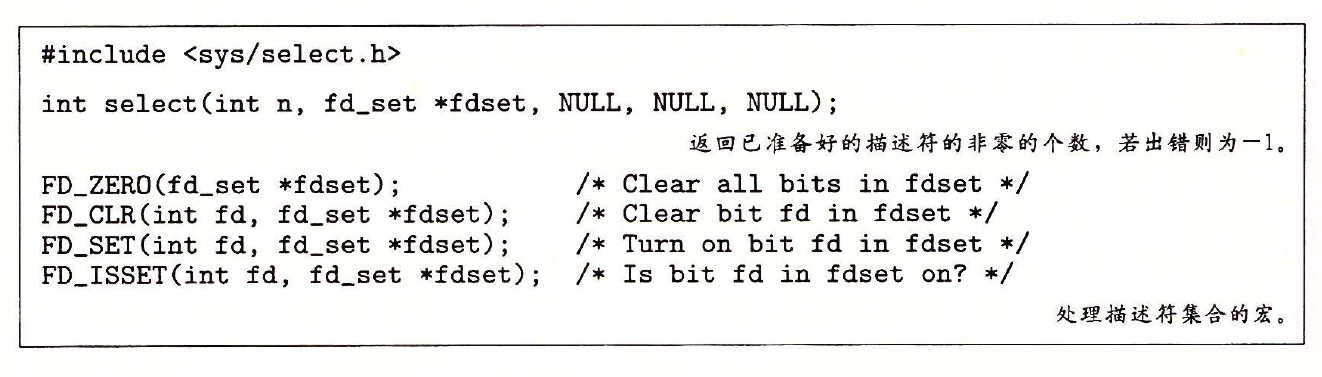 #include <sys/select.h>
int select(int n, fd_set *fdset, NULL, NULL, NULL);
返回已准备好的描述符的非零的个数，若出错则为－1。
FD_ZERO(fd_set *fdset); /* Clear all bits in fdset */
FD_CLR(int fd, fd_set *fdset); /* Clear bit fd in fdset */
FD_SET(int fd, fd_set *fdset); /* Turn on bit fd in fdset */
FD_ISSET(int fd, fd_set *fdset); /* Is bit fd in fdset on? */
处理描述符集合的宏。